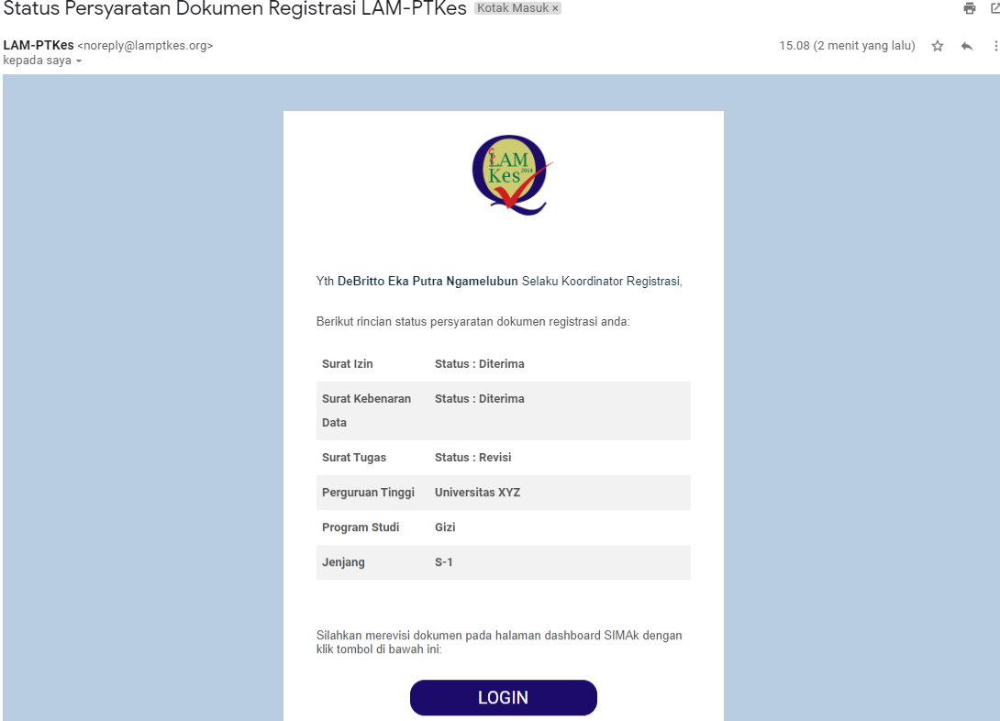 Status Persyaratan Dokumen Registrasi LAM-PTKes Kotak Masuk ×
LAM-PTKes <noreply@lamptkes.org> 15.08 (2 menit yang lalu)
kepada saya
LAM
Kes 2014
Yth DeBritto Eka Putra Ngamelubun Selaku Koordinator Registrasi,
Berikut rincian status persyaratan dokumen registrasi anda:
Surat Izin Status : Diterima
Surat Kebenaran Status : Diterima
Data
Surat Tugas Status : Revisi
Perguruan Tinggi Universitas XYZ
Program Studi Gizi
Jenjang S-1
Silahkan merevisi dokumen pada halaman dashboard SIMAk dengan
klik tombol di bawah ini:
LOGIN